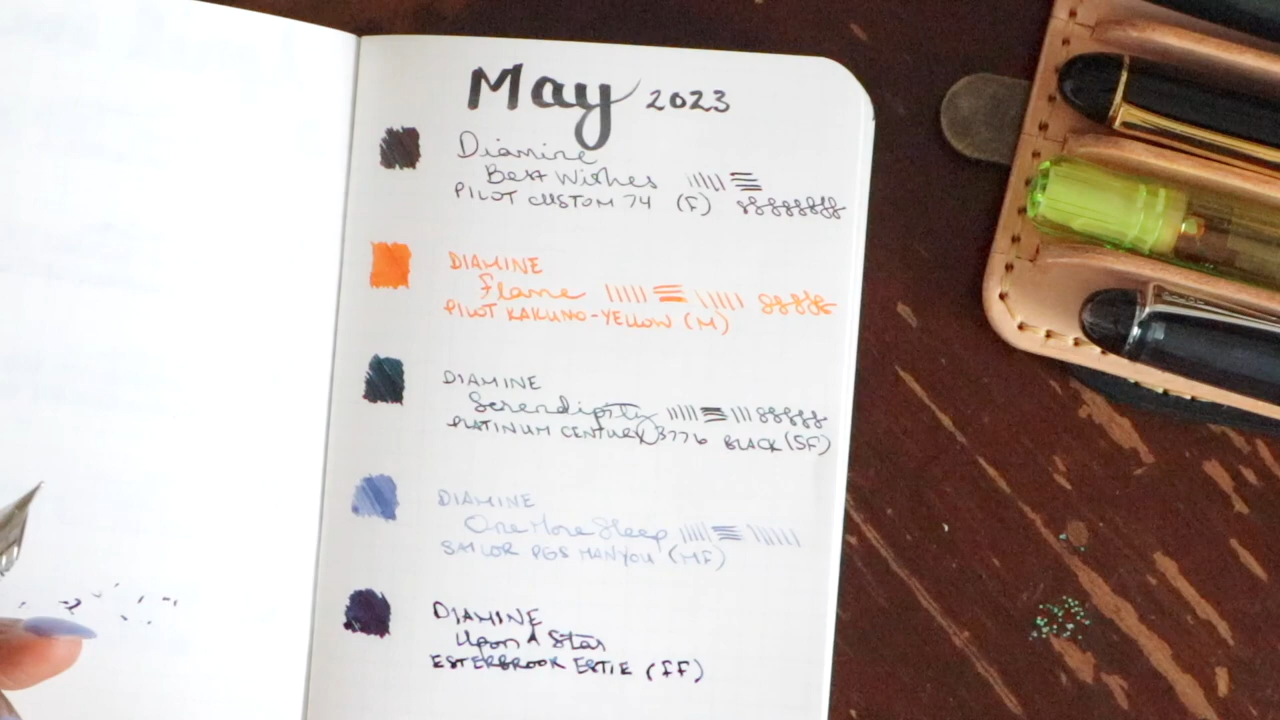 May 2023
Diamine
Best Wishes
PILOT CUSTOM 74 (F)
DIAMINE
Flame
PILOT KAKUNO-YELLOW (M)
DIAMINE
Serendipity
PLATINUM CENTURY 3776 BLACK (SF)
DIAMINE
One More Sleep
SAILOR PGS MANYOU (MF)
DIAMINE
Upon A Star
ESTERBROOK ESTIE (FF)